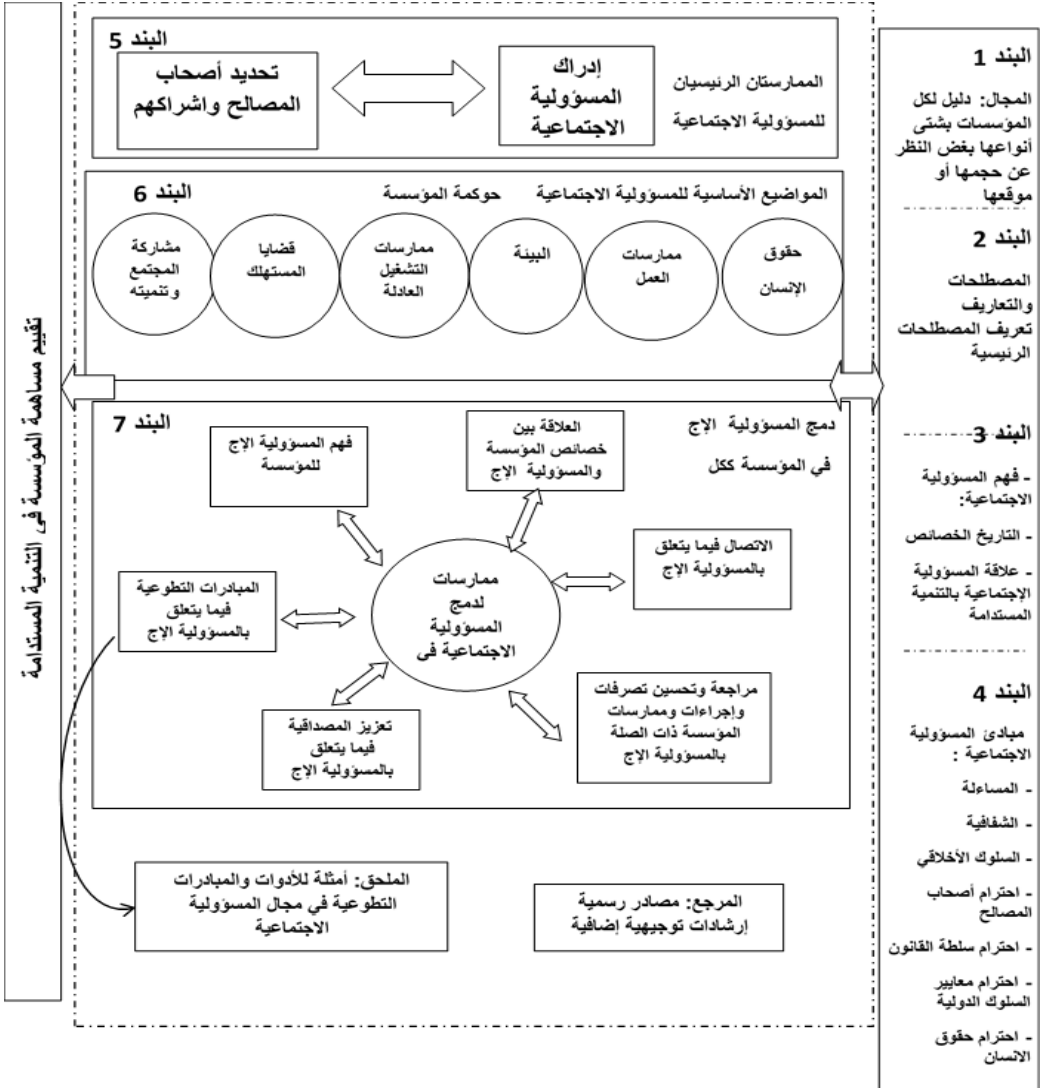 البند 1
المجال: دليل لكل
المؤسسات بشتى
أنواعها بغض النظر
عن حجمها أو
موقعها
البند 2
المصطلحات
والتعاريف
تعريف المصطلحات
الرئيسية
البند 3
- فهم المسؤولية
الاجتماعية:
- التاريخ الخصائص
- علاقة المسؤولية
الإجتماعية بالتنمية
المستدامة
البند 4
مبادئ المسؤولية
الاجتماعية :
- المساءلة
- الشفافية
- السلوك الأخلاقي
- احترام أصحاب
المصالح
- احترام سلطة القانون
- احترام معايير
السلوك الدولية
- احترام حقوق
الانسان
البند 5
الممارستان الرئيسيان
للمسؤولية الاجتماعية
إدراك
المسؤولية
الاجتماعية
تحديد أصحاب
المصالح واشراكهم
المواضيع الأساسية للمسؤولية الاجتماعية حوكمة المؤسسة
البند 6
حقوق
الإنسان
ممارسات
العمل
البيئة
ممارسات
التشغيل
العادلة
قضايا
المستهلك
مشاركة
المجتمع
وتنميته
دمج المسؤولية الإج
في المؤسسة ككل
البند 7
العلاقة بين
خصائص المؤسسة
والمسؤولية الإج
فهم المسؤولية الإج
للمؤسسة
الاتصال فيما يتعلق
بالمسؤولية الإج
ممارسات
لدمج
المسؤولية
الاجتماعية فى
المبادرات التطوعية
فيما يتعلق
بالمسؤولية الإج
مراجعة وتحسين تصرفات
وإجراءات وممارسات
المؤسسة ذات الصلة
بالمسؤولية الإج
تعزيز المصداقية
فيما يتعلق
بالمسؤولية الإج
المرجع: مصادر رسمية
إرشادات توجيهية إضافية
الملحق: أمثلة للأدوات والمبادرات
التطوعية في مجال المسؤولية
الاجتماعية
تقييم مساهمة المؤسسة فى التنمية المستدامة